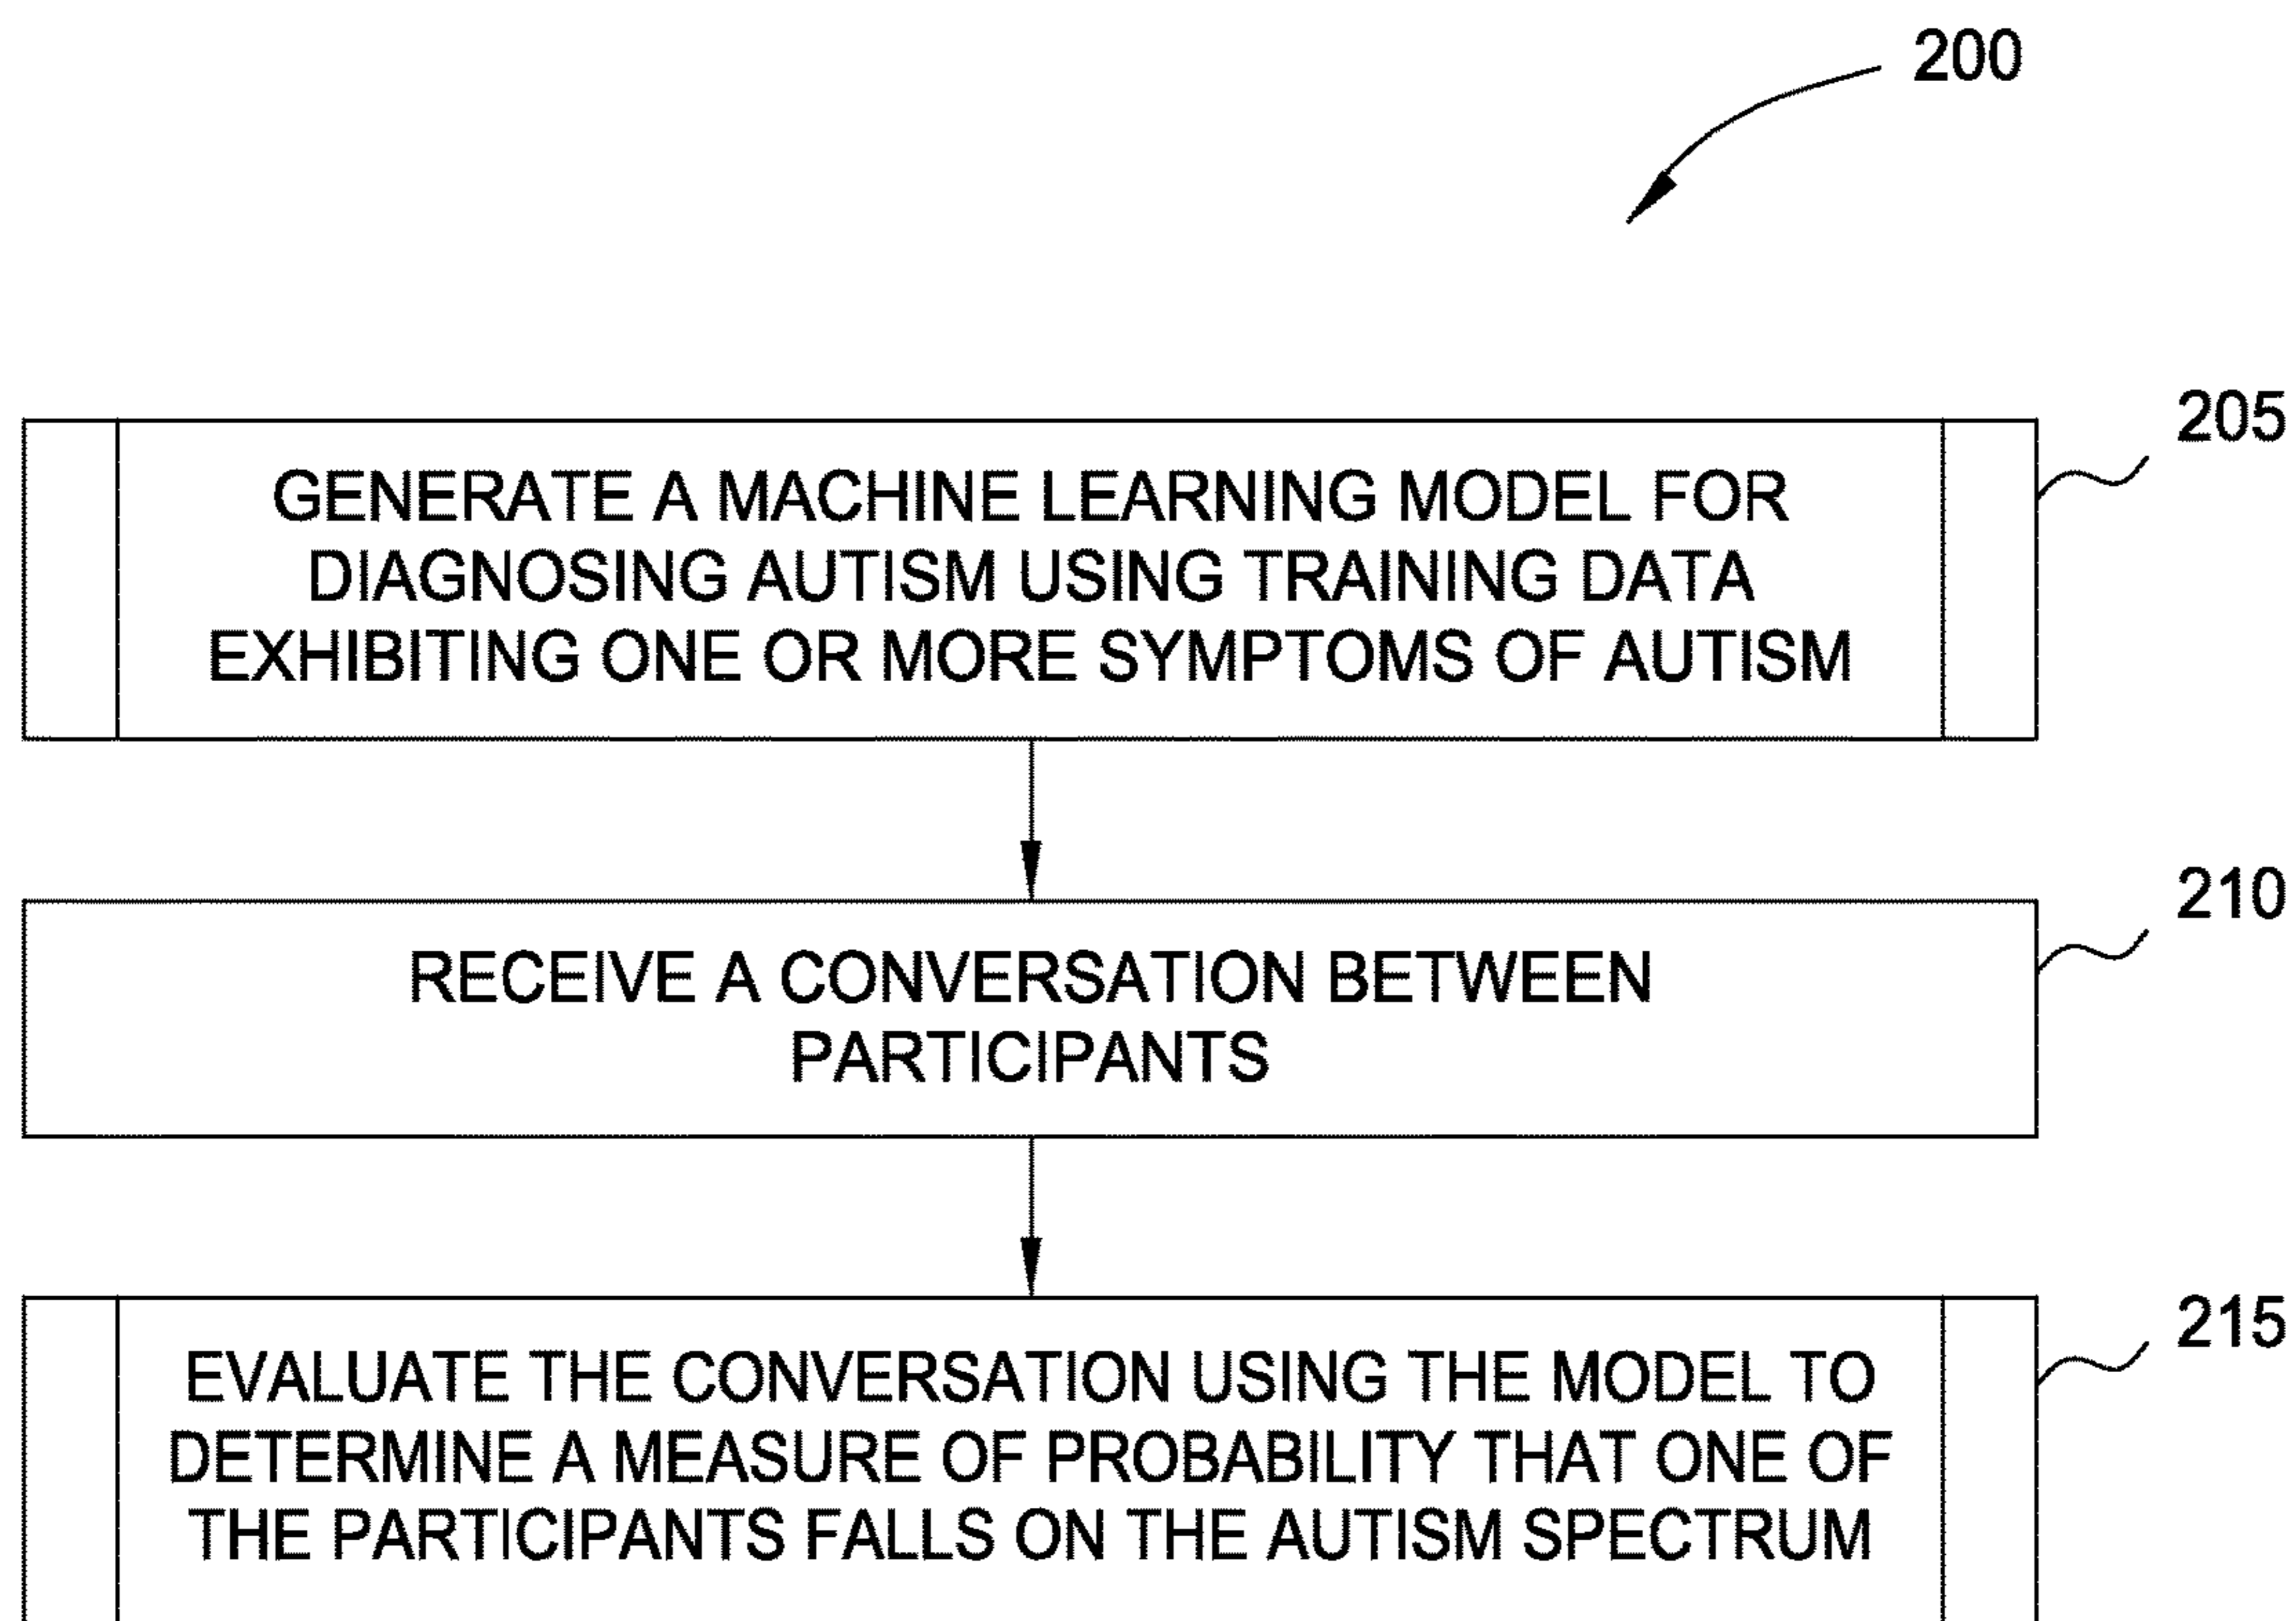 200
205
GENERATE A MACHINE LEARNING MODEL FOR
DIAGNOSING AUTISM USING TRAINING DATA
EXHIBITING ONE OR MORE SYMPTOMS OF AUTISM
210
RECEIVE A CONVERSATION BETWEEN
PARTICIPANTS
215
EVALUATE THE CONVERSATION USING THE MODEL TO
DETERMINE A MEASURE OF PROBABILITY THAT ONE OF
THE PARTICIPANTS FALLS ON THE AUTISM SPECTRUM